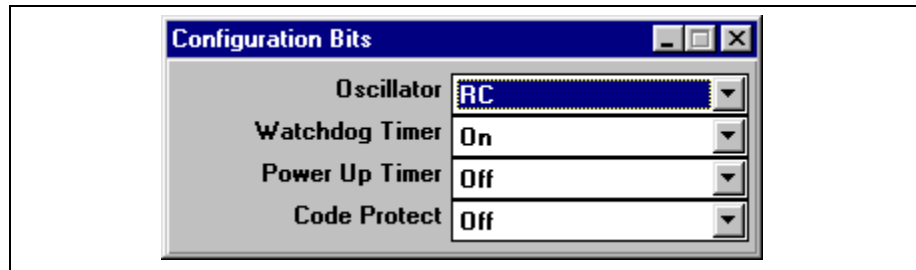 Configuration Bits
Oscillator RC
Watchdog Timer On
Power Up Timer Off
Code Protect Off